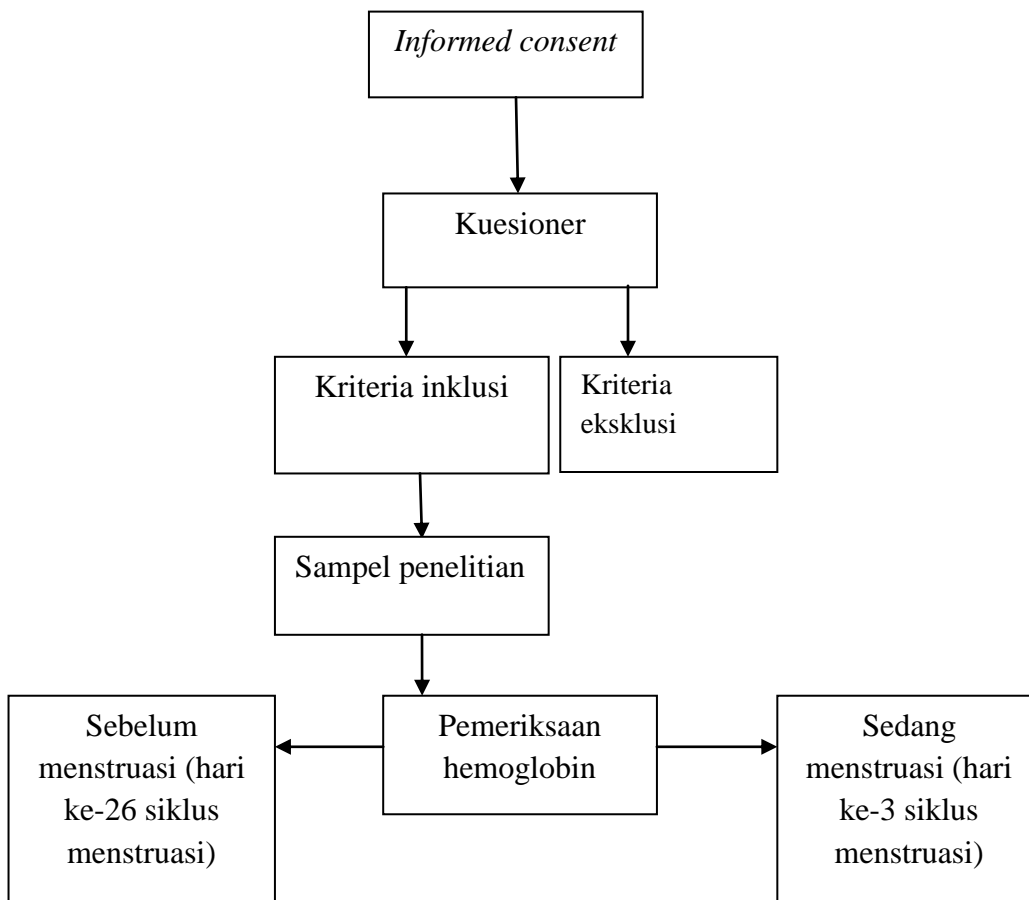 Informed consent
Kuesioner
Kriteria inklusi
Kriteria
eksklusi
Sampel penelitian
Sebelum
menstruasi (hari
ke-26 siklus
menstruasi)
Pemeriksaan
hemoglobin
Sedang
menstruasi (hari
ke-3 siklus
menstruasi)